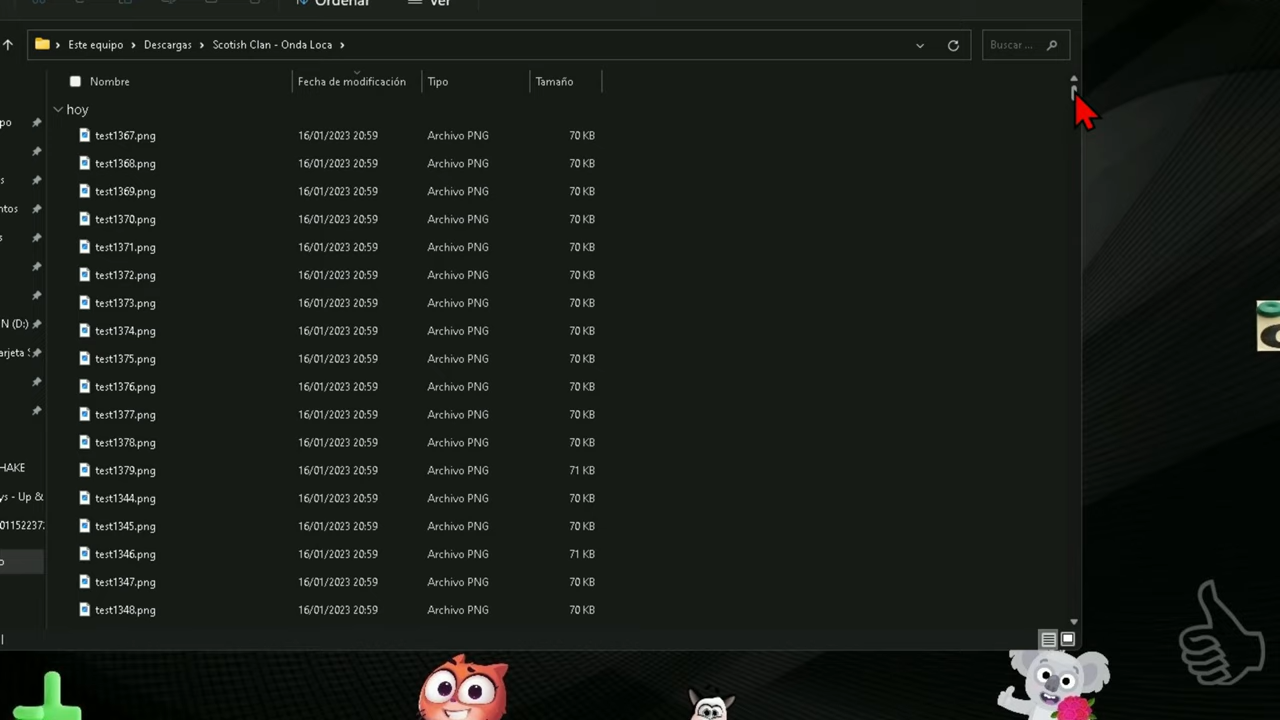 Ordenar Ver
Este equipo Descargas Scotish Clan - Onda Loca Buscar ...
Nombre Fecha de modificación Tipo Tamaño
hoy
test1367.png 16/01/2023 20:59 Archivo PNG 70 KB
test1368.png 16/01/2023 20:59 Archivo PNG 70 KB
test1369.png 16/01/2023 20:59 Archivo PNG 70 KB
test1370.png 16/01/2023 20:59 Archivo PNG 70 KB
test1371.png 16/01/2023 20:59 Archivo PNG 70 KB
test1372.png 16/01/2023 20:59 Archivo PNG 70 KB
test1373.png 16/01/2023 20:59 Archivo PNG 70 KB
N (D:) test1374.png 16/01/2023 20:59 Archivo PNG 70 KB
test1375.png 16/01/2023 20:59 Archivo PNG 70 KB
test1376.png 16/01/2023 20:59 Archivo PNG 70 KB
test1377.png 16/01/2023 20:59 Archivo PNG 70 KB
test1378.png 16/01/2023 20:59 Archivo PNG 70 KB
HAKE test1379.png 16/01/2023 20:59 Archivo PNG 71 KB
ys - Up & test1344.png 16/01/2023 20:59 Archivo PNG 70 KB
test1345.png 16/01/2023 20:59 Archivo PNG 70 KB
test1346.png 16/01/2023 20:59 Archivo PNG 71 KB
test1347.png 16/01/2023 20:59 Archivo PNG 70 KB
test1348.png 16/01/2023 20:59 Archivo PNG 70 KB